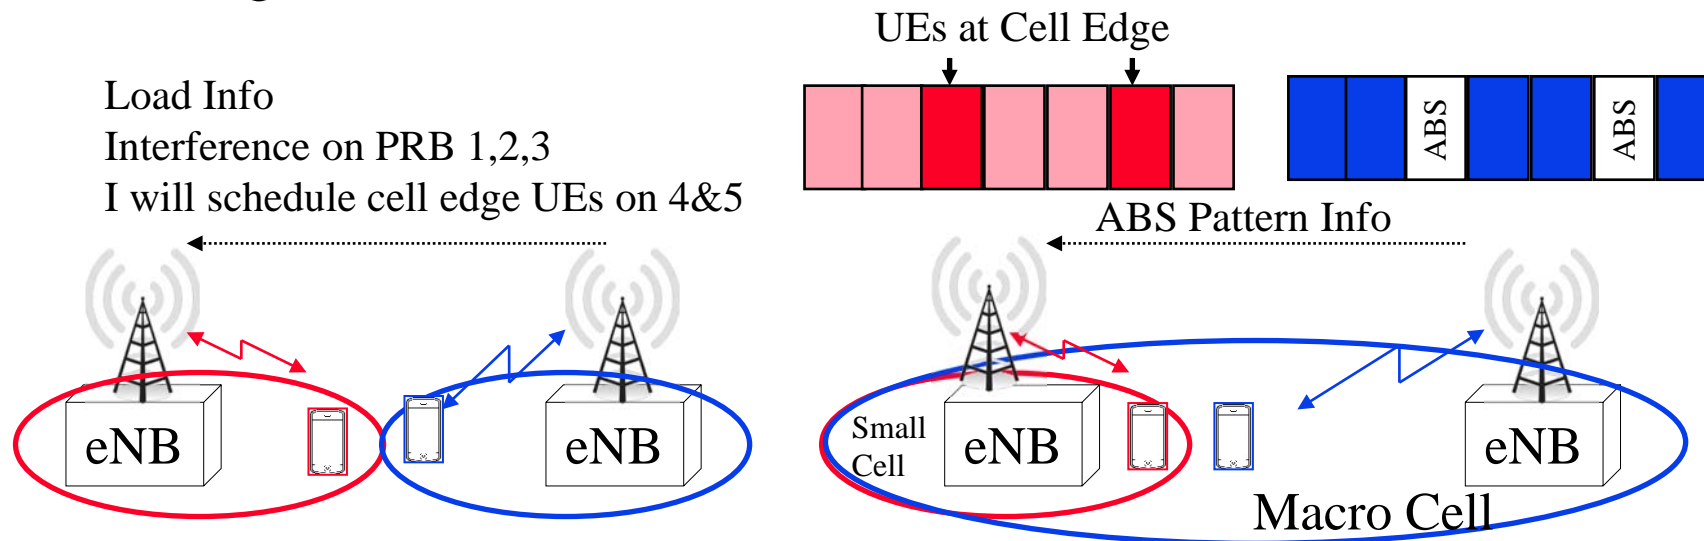 Load Info
Interference on PRB 1,2,3
I will schedule cell edge UEs on 4&5
eNB
eNB
UEs at Cell Edge
ABS
ABS
ABS Pattern Info
Small
Cell
eNB
eNB
Macro Cell